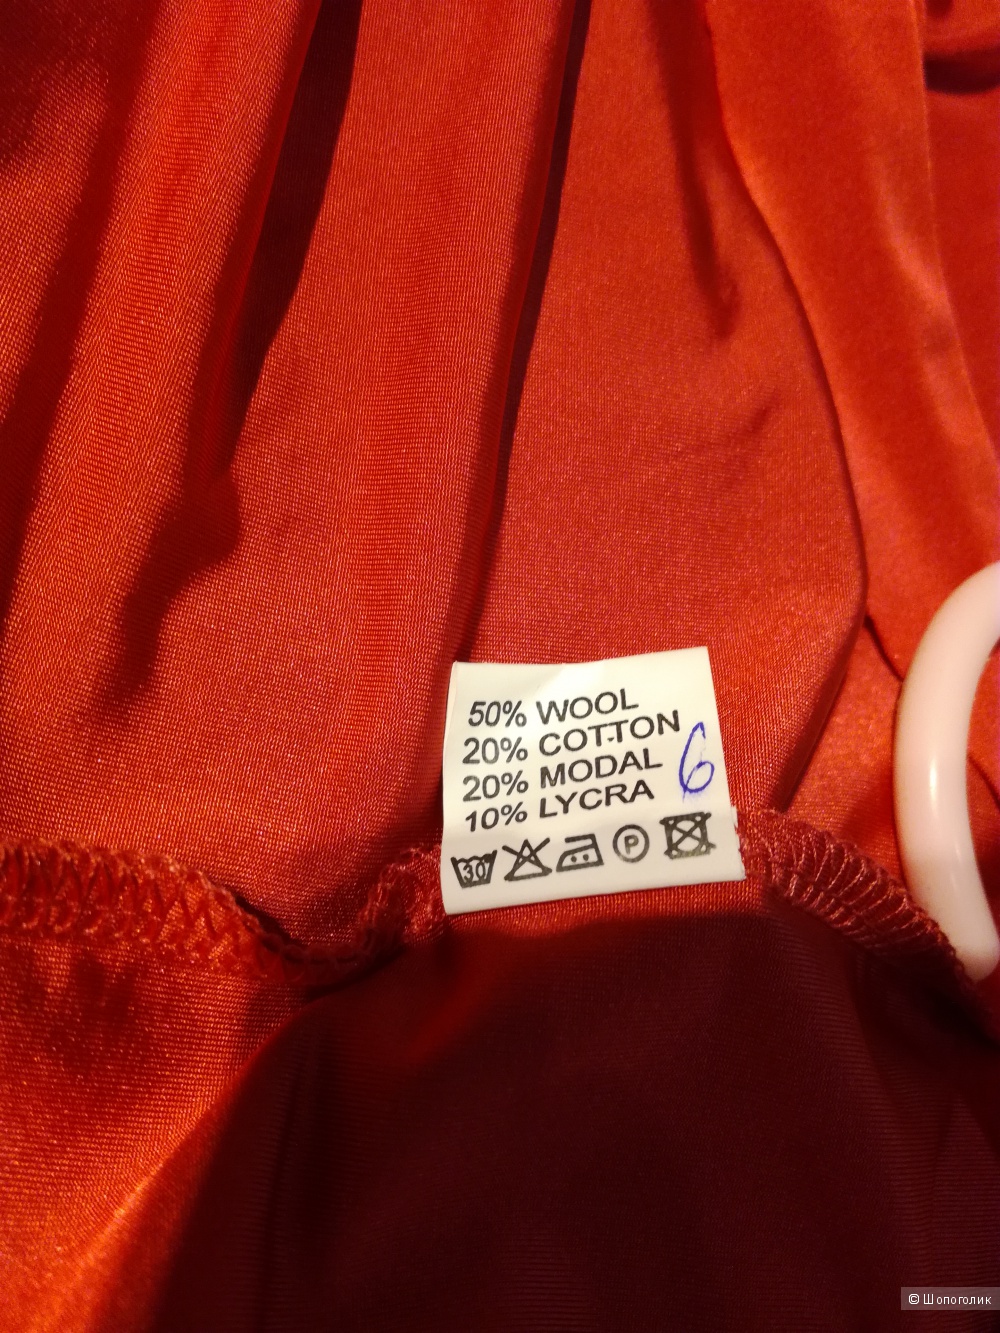 50% WOOL
20% COTTON
20% MODAL
10% LYCRA
6
30
P
© Шопоголик